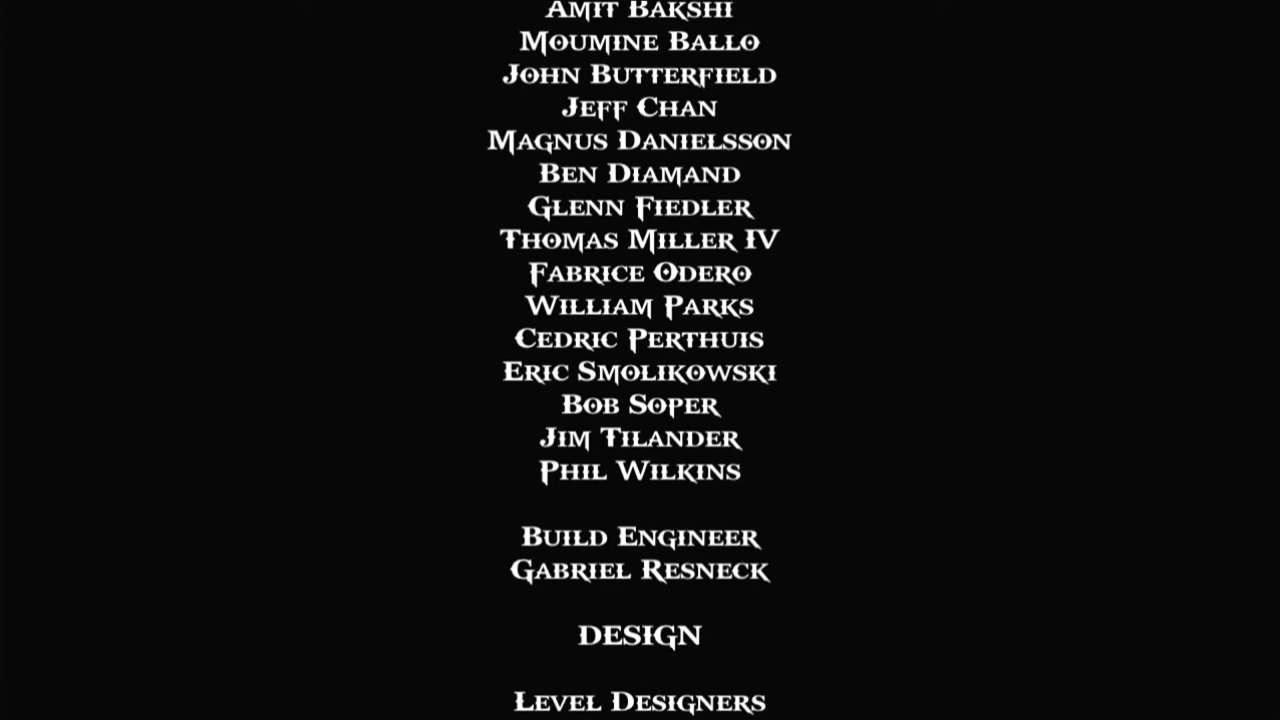 Amit Bakshi
Moumine Ballo
John Butterfield
Jeff Chan
Magnus Danielsson
Ben Diamand
Glenn Fiedler
Thomas Miller IV
Fabrice Odero
William Parks
Cedric Perthuis
Eric Smolikowski
Bob Soper
Jim Tilander
Phil Wilkins
Build Engineer
Gabriel Resneck
DESIGN
Level Designers